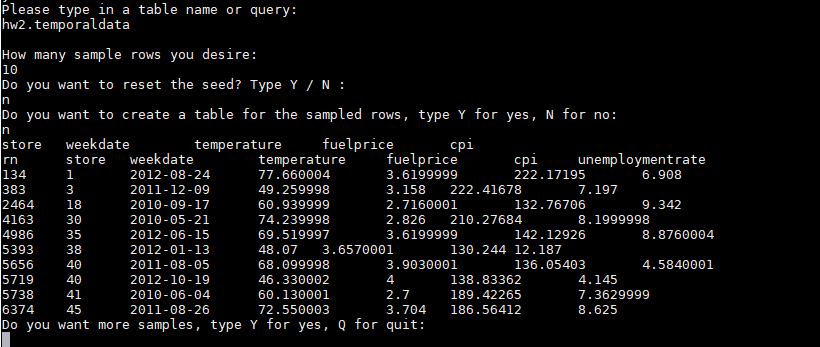 Please type in a table name or query:
hw2.temporaldata
How many sample rows you desire:
10
Do you want to reset the seed? Type Y / N :
n
Do you want to create a table for the sampled rows, type Y for yes, N for no:
n
store weekdate temperature fuelprice cpi
rn store weekdate temperature fuelprice cpi unemploymentrate
134 1 2012-08-24 77.660004 3.6199999 222.17195 6.908
383 3 2011-12-09 49.259998 3.158 222.41678 7.197
2464 18 2010-09-17 60.939999 2.7160001 132.76706 9.342
4163 30 2010-05-21 74.239998 2.826 210.27684 8.1999998
4986 35 2012-06-15 69.519997 3.6199999 142.12926 8.8760004
5393 38 2012-01-13 48.07 3.6570001 130.244 12.187
5656 40 2011-08-05 68.099998 3.9030001 136.05403 4.5840001
5719 40 2012-10-19 46.330002 4 138.83362 4.145
5738 41 2010-06-04 60.130001 2.7 189.42265 7.3629999
6374 45 2011-08-26 72.550003 3.704 186.56412 8.625
Do you want more samples, type Y for yes, Q for quit: